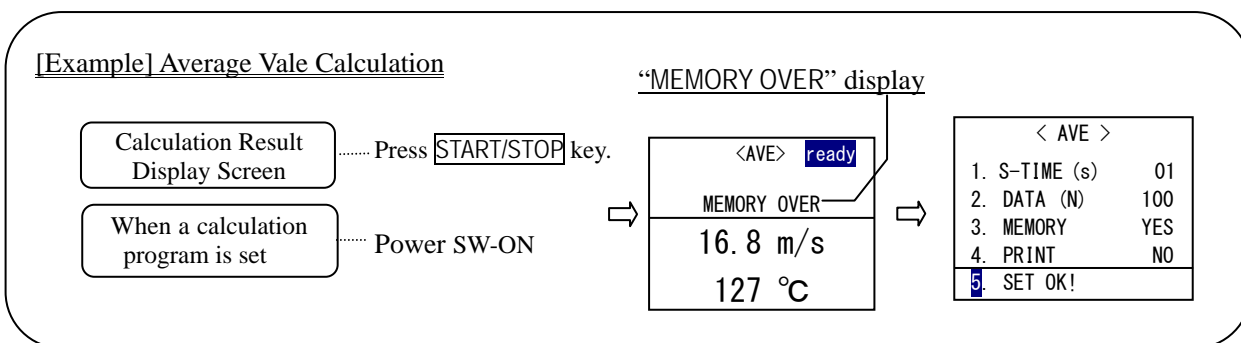 [Example] Average Vale Calculation
“MEMORY OVER” display
Calculation Result
Display Screen
Press START/STOP key.
When a calculation
program is set
Power SW-ON
<AVE> ready
MEMORY OVER
16.8 m/s
127 ℃
< AVE >
1. S-TIME (s) 01
2. DATA (N) 100
3. MEMORY YES
4. PRINT NO
5. SET OK!